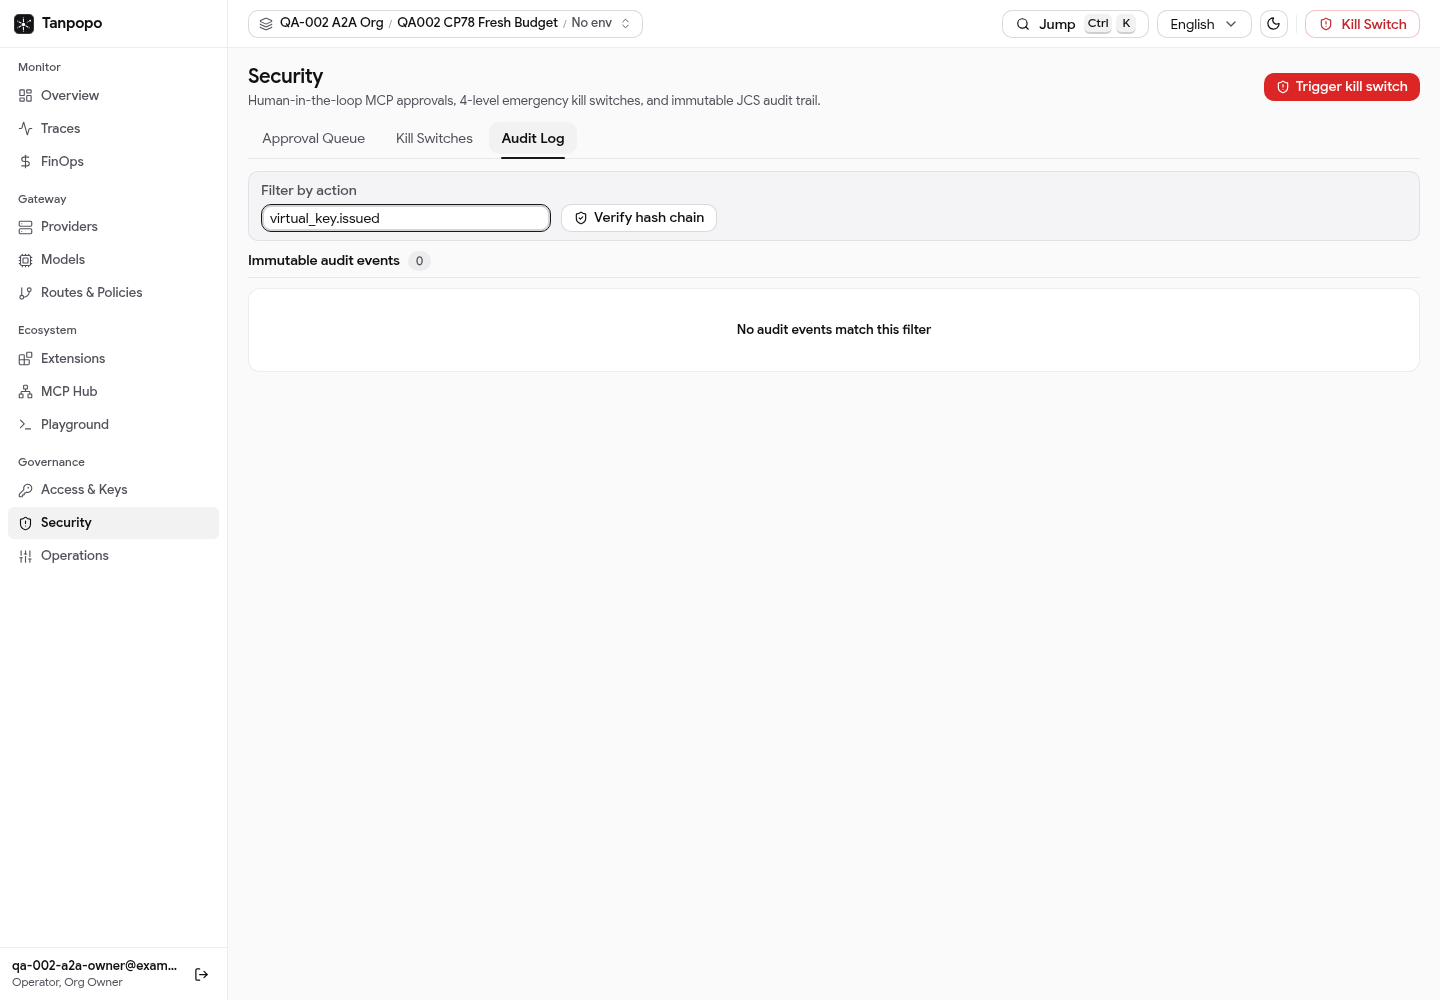 Tanpopo
QA-002 A2A Org / QA002 CP78 Fresh Budget / No env
Jump Ctrl K
English
Kill Switch
Monitor
Overview
Traces
FinOps
Gateway
Providers
Models
Routes & Policies
Ecosystem
Extensions
MCP Hub
Playground
Governance
Access & Keys
Security
Operations
qa-002-a2a-owner@exam...
Operator, Org Owner
Security
Human-in-the-loop MCP approvals, 4-level emergency kill switches, and immutable JCS audit trail.
Trigger kill switch
Approval Queue Kill Switches Audit Log
Filter by action
virtual_key.issued
Verify hash chain
Immutable audit events 0
No audit events match this filter